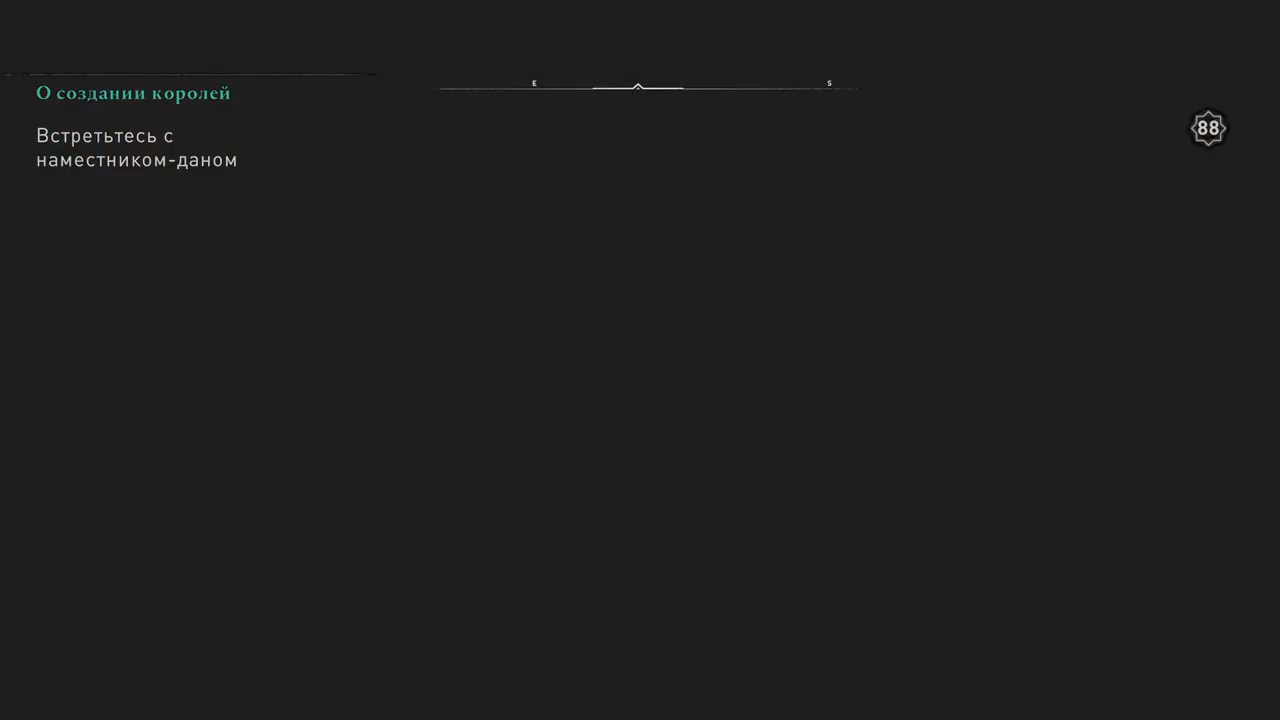 E
S
О создании королей
88
Встретьтесь с
наместником-даном